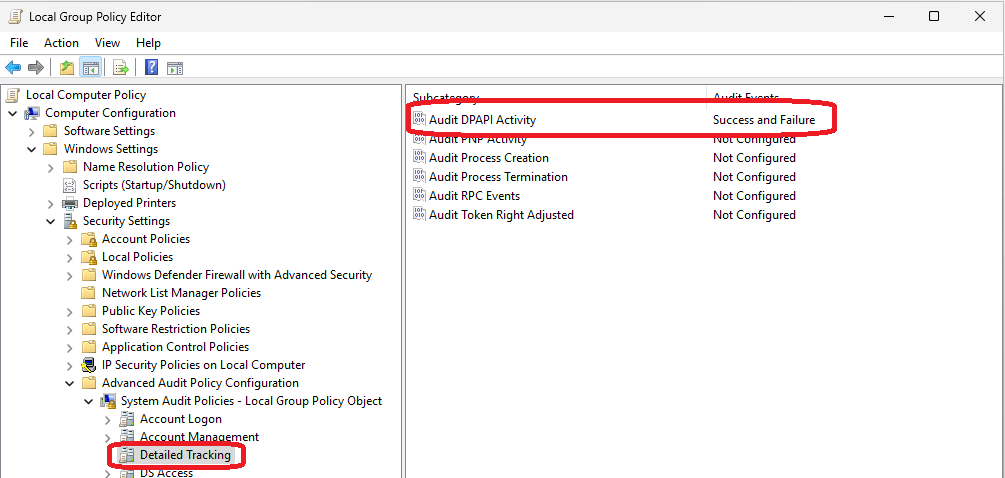 Local Group Policy Editor
File Action View Help
Local Computer Policy
Computer Configuration
Software Settings
Windows Settings
Name Resolution Policy
Scripts (Startup/Shutdown)
Deployed Printers
Security Settings
Account Policies
Local Policies
Windows Defender Firewall with Advanced Security
Network List Manager Policies
Public Key Policies
Software Restriction Policies
Application Control Policies
IP Security Policies on Local Computer
Advanced Audit Policy Configuration
System Audit Policies - Local Group Policy Object
Account Logon
Account Management
Detailed Tracking
DS Access
Subcategory Audit Events
Audit DPAPI Activity Success and Failure
Audit PNP Activity Not Configured
Audit Process Creation Not Configured
Audit Process Termination Not Configured
Audit RPC Events Not Configured
Audit Token Right Adjusted Not Configured